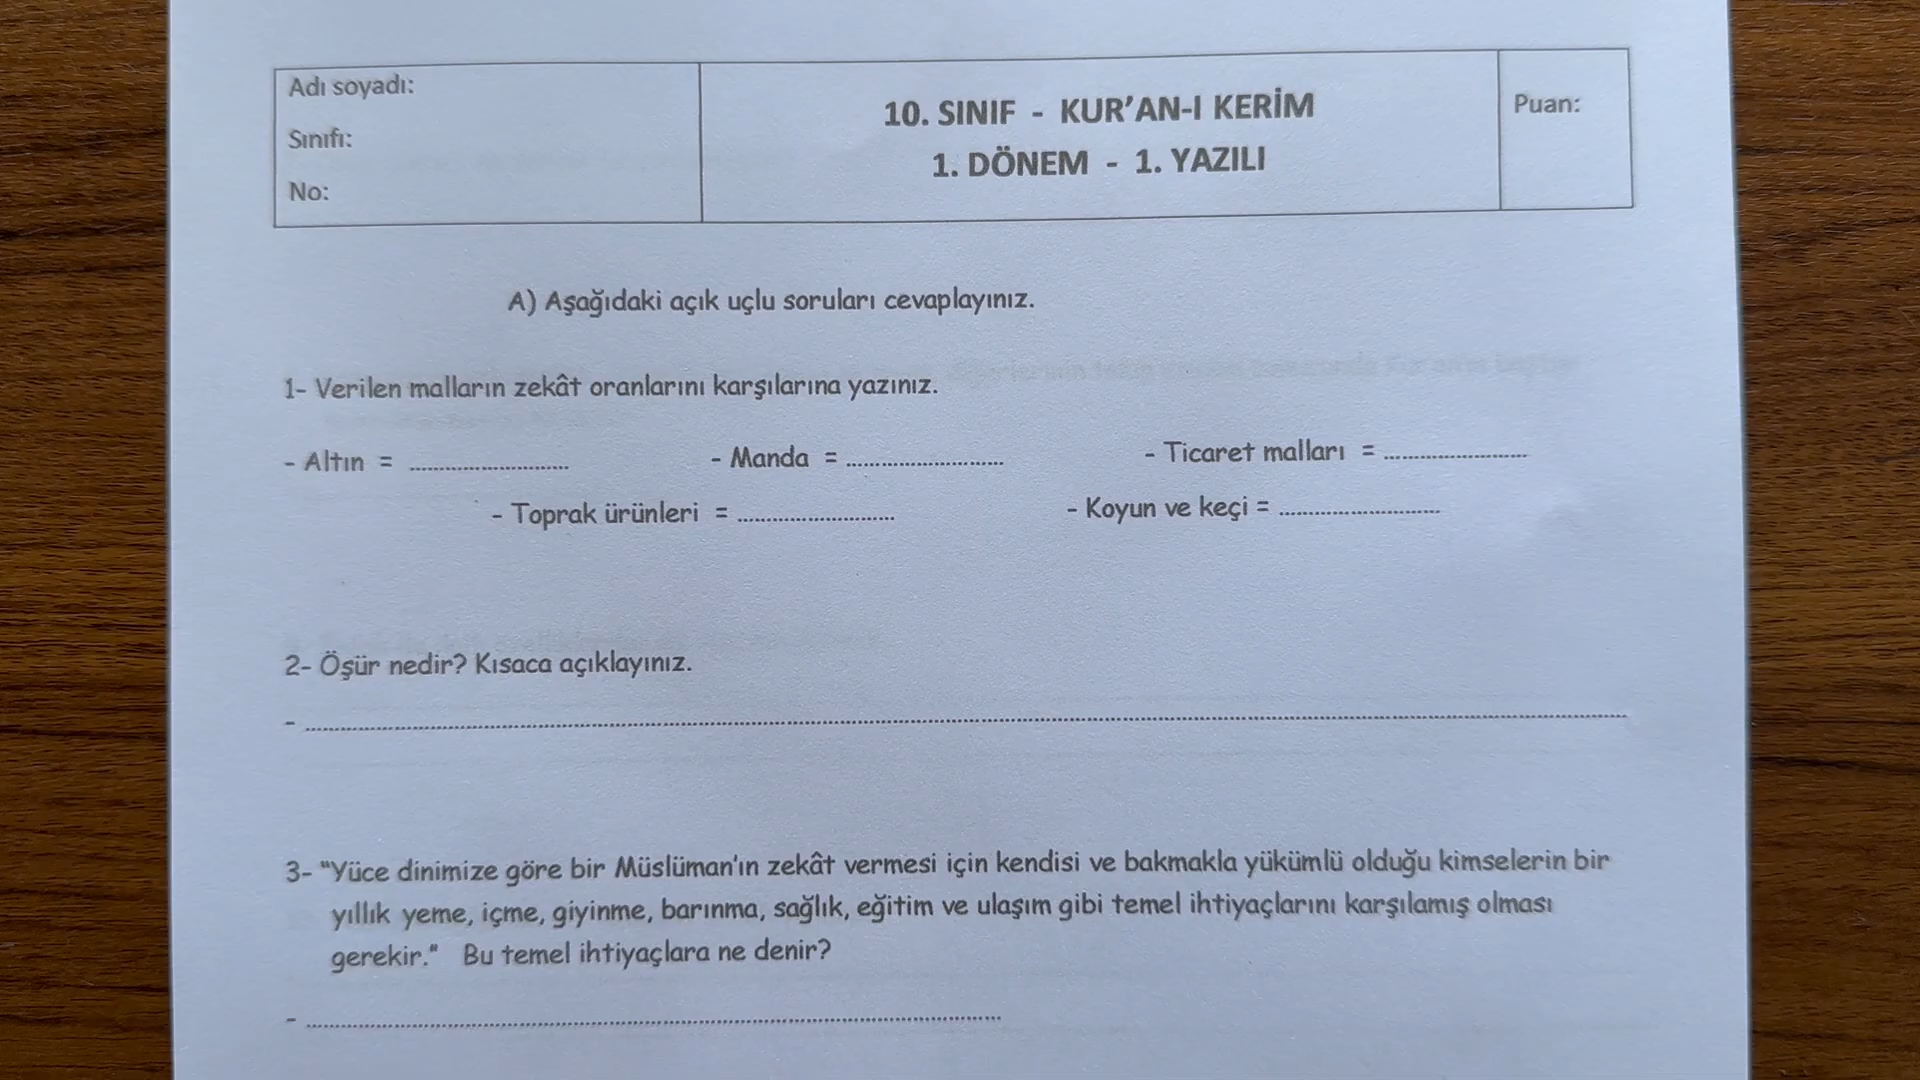 Adı soyadı:
Sınıfı:
No:
10. SINIF - KUR'AN-I KERİM
1. DÖNEM - 1. YAZILI
Puan:
A) Aşağıdaki açık uçlu soruları cevaplayınız.
1- Verilen malların zekât oranlarını karşılarına yazınız.
- Altın = ........................... - Manda = ........................... - Ticaret malları = .........................
- Toprak ürünleri = ........................... - Koyun ve keçi = ...........................
2- Öşür nedir? Kısaca açıklayınız.
- ....................................................................................................
3- "Yüce dinimize göre bir Müslüman'ın zekât vermesi için kendisi ve bakmakla yükümlü olduğu kimselerin bir
yıllık yeme, içme, giyinme, barınma, sağlık, eğitim ve ulaşım gibi temel ihtiyaçlarını karşılamış olması
gerekir." Bu temel ihtiyaçlara ne denir?
- ....................................................................................................